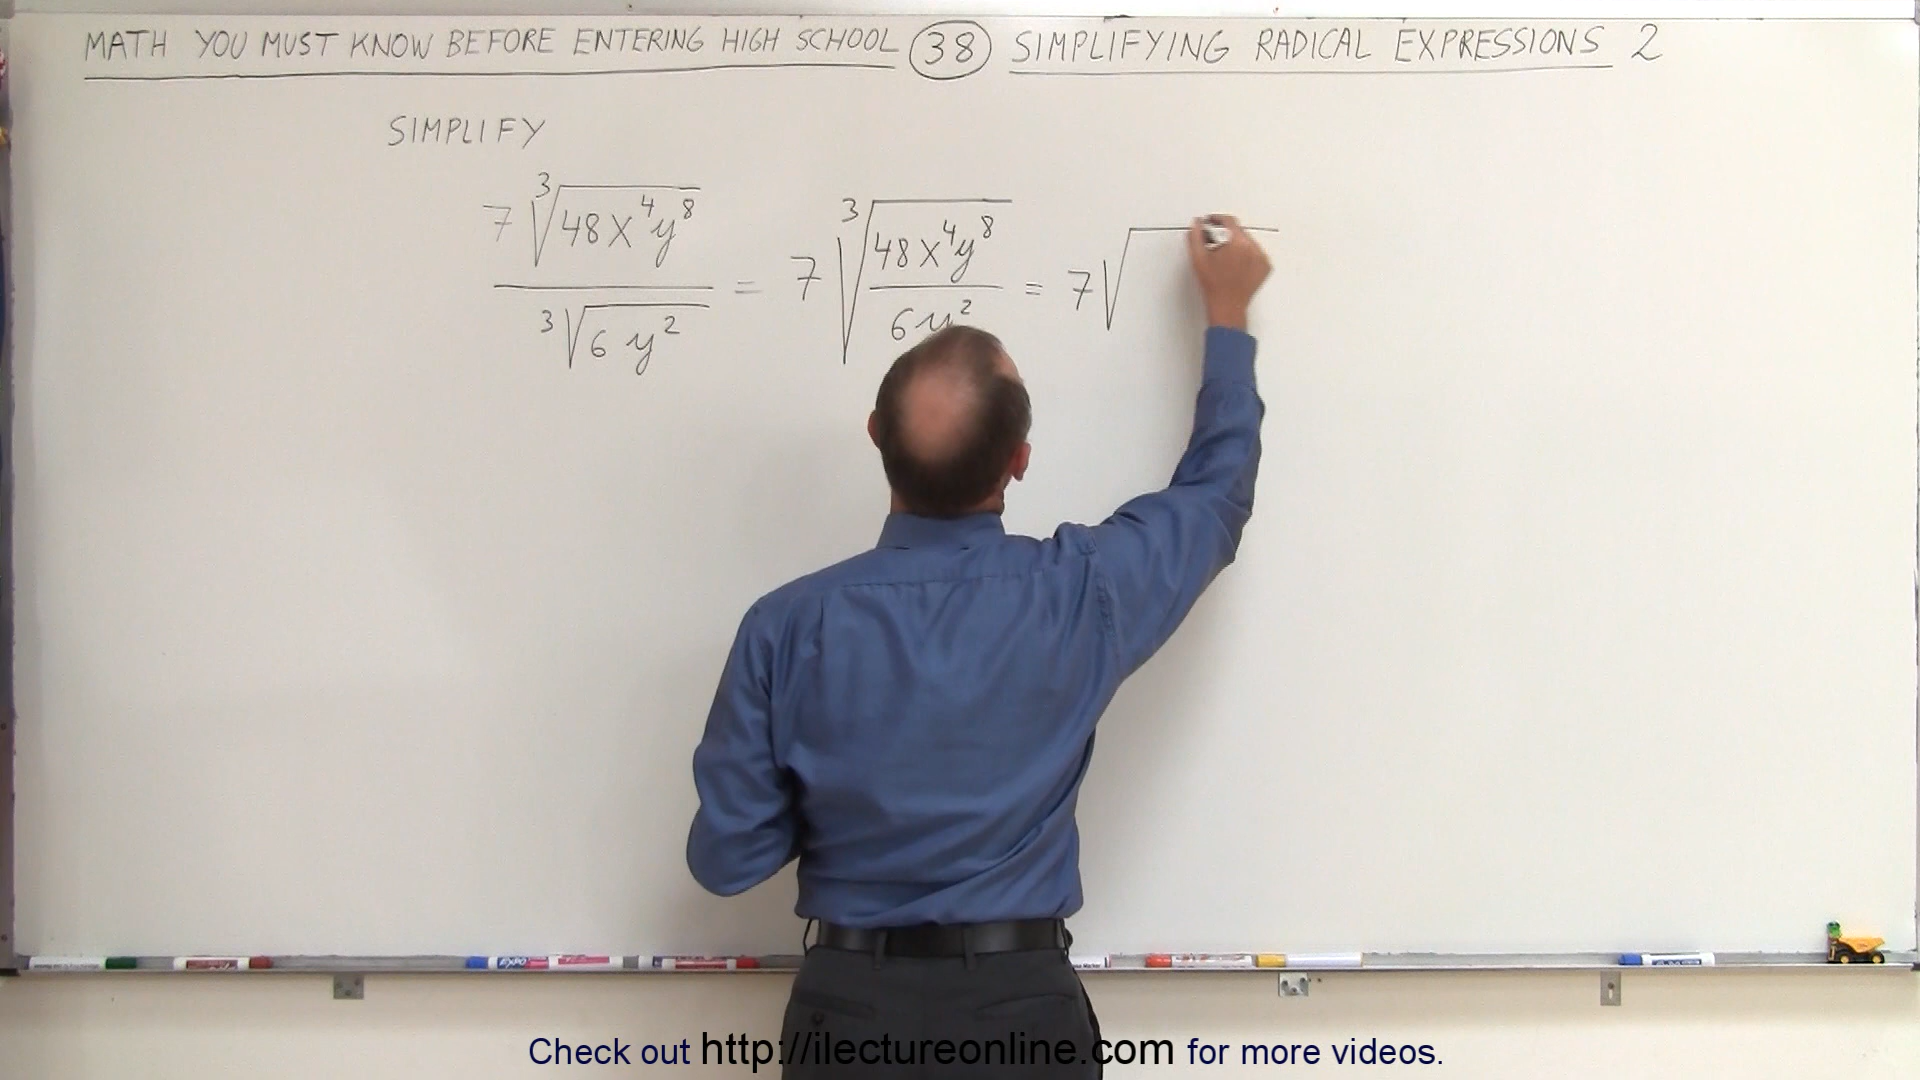 MATH YOU MUST KNOW BEFORE ENTERING HIGH SCHOOL 38 SIMPLIFYING RADICAL EXPRESSIONS 2
SIMPLIFY
7 ∛(48x⁴y⁸) / ∛(6y²) = 7 ∛(48x⁴y⁸ / 6y²) = 7√
EXPO
Check out http://ilectureonline.com for more videos.